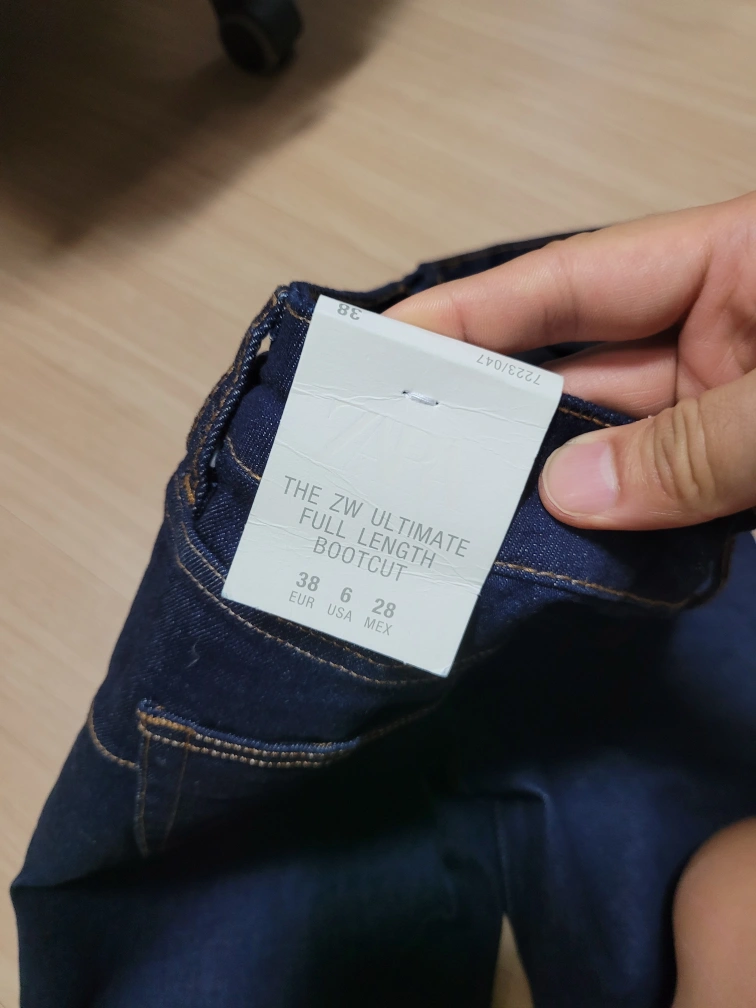 38
7223/047
THE ZW ULTIMATE
FULL LENGTH
BOOTCUT
38 6 28
EUR USA MEX